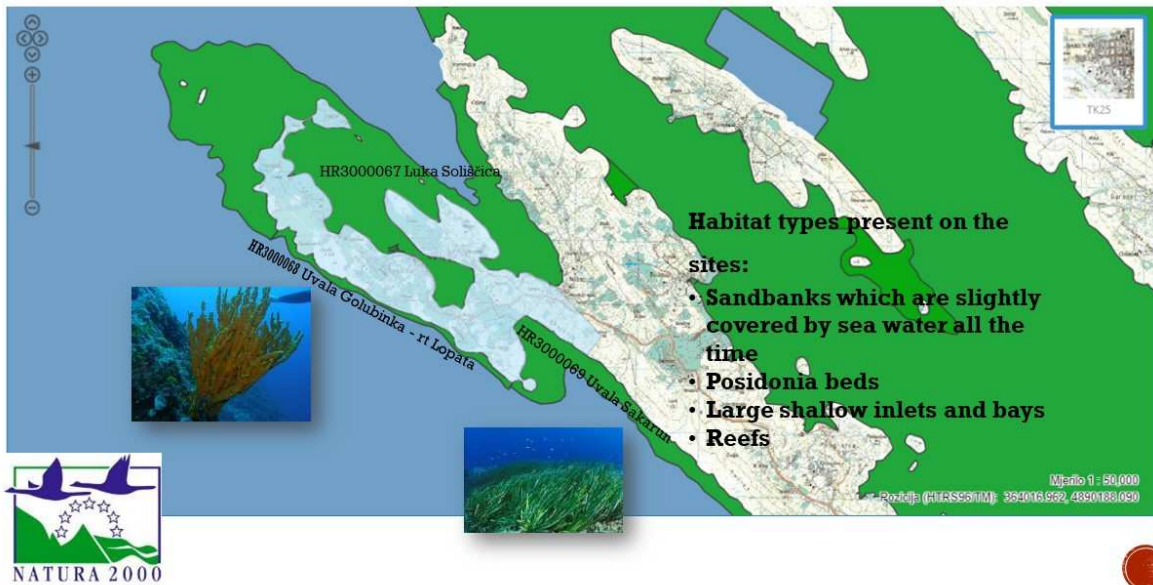 TK25
HR3000067 Luka Soliščica
HR3000068 Uvala Golubinka - rt Lopata
HR3000069 Uvala Sakarun
Habitat types present on the
sites:
• Sandbanks which are slightly
covered by sea water all the
time
• Posidonia beds
• Large shallow inlets and bays
• Reefs
Mjerilo 1 : 50,000
Pozicija (HTRS96/TM): 364016.962, 4890188.090
NATURA 2000